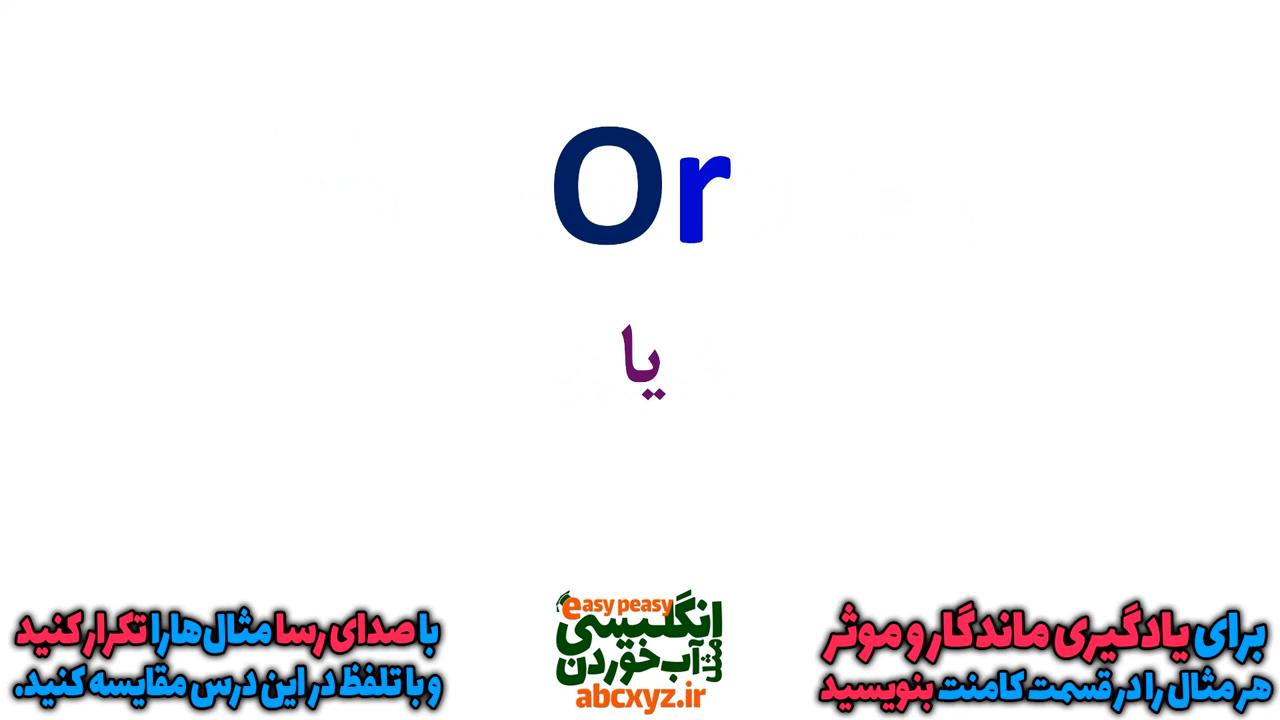 Or
یا
برای یادگیری ماندگار و موثر
هر مثال را در قسمت کامنت بنویسید
easy peasy
انگلیسی
مثل
آب خوردن
abcxyz.ir
با صدای رسا مثال‌ها را تکرار کنید
و با تلفظ در این درس مقایسه کنید.